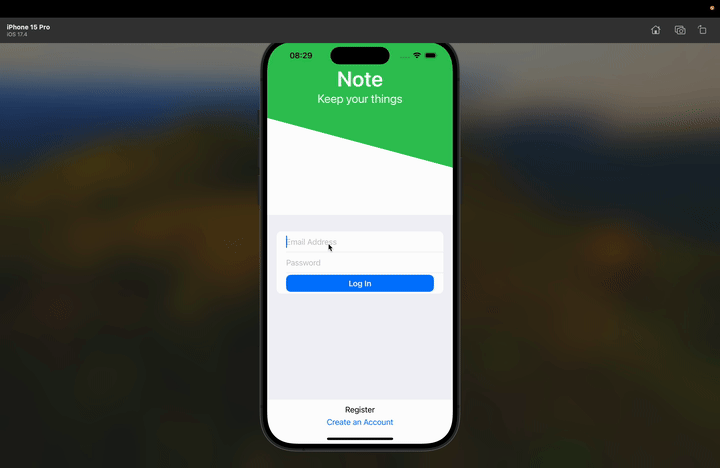 iPhone 15 Pro
iOS 17.4
08:29
Note
Keep your things
Email Address
Password
Log In
Register
Create an Account